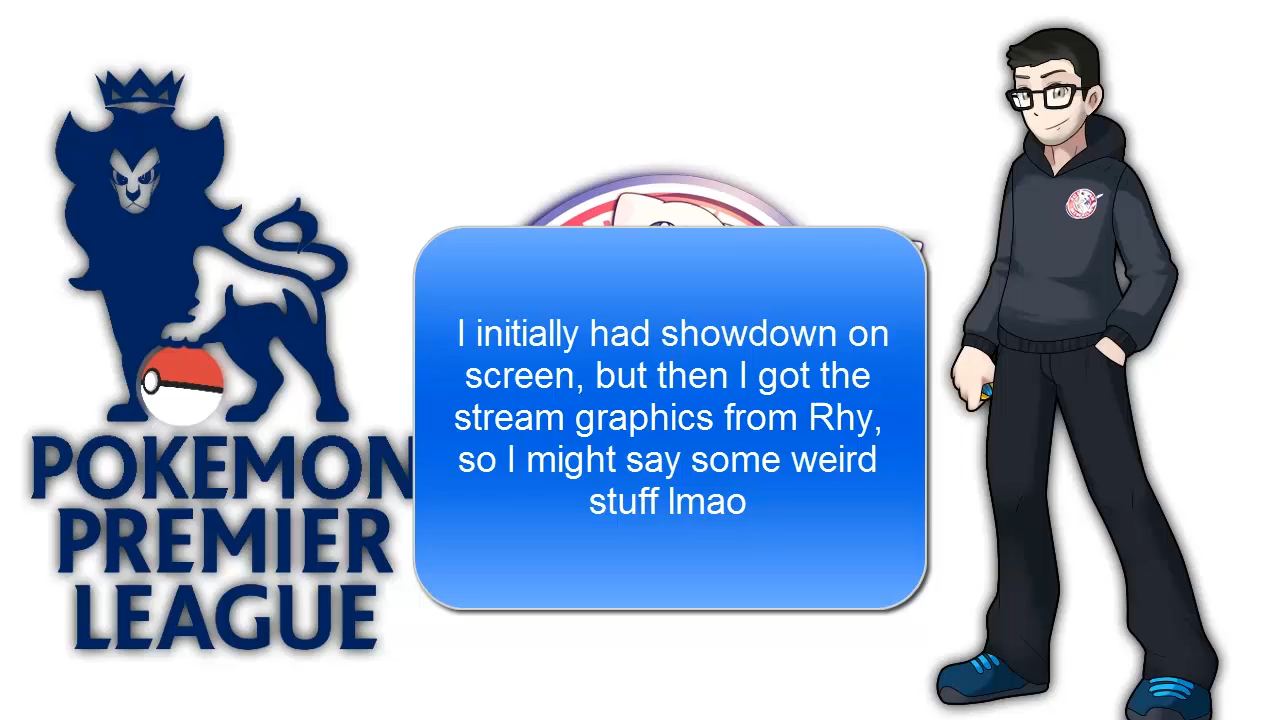 POKEMON
PREMIER
LEAGUE
I initially had showdown on
screen, but then I got the
stream graphics from Rhy,
so I might say some weird
stuff lmao